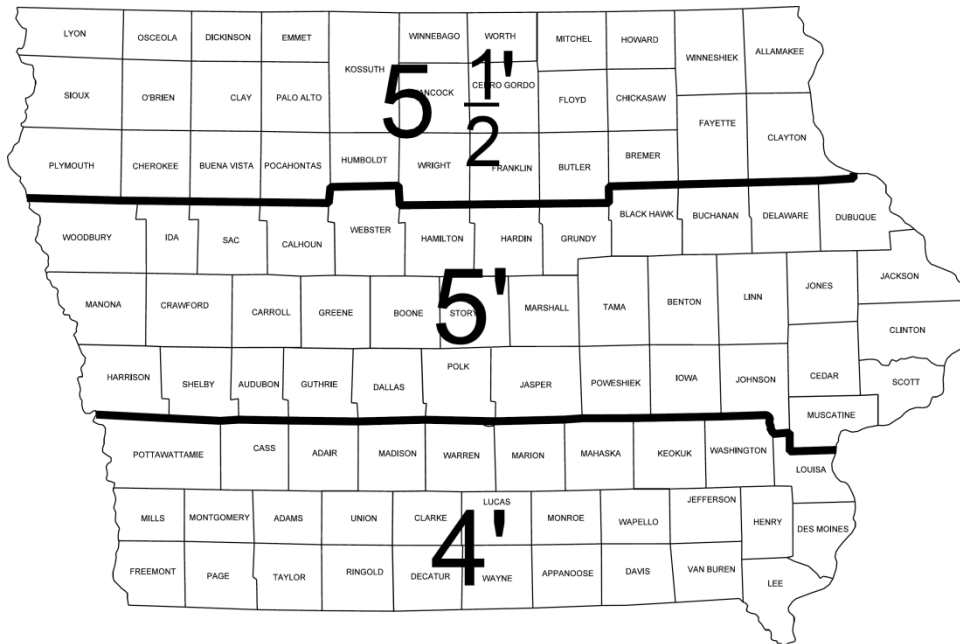 LYON OSCEOLA DICKINSON EMMET WINNEBAGO WORTH MITCHEL HOWARD WINNESHIEK ALLAMAKEE
KOSSUTH
SIOUX O'BRIEN CLAY PALO ALTO HANCOCK CERRO GORDO FLOYD CHICKASAW
5 1/2'
FAYETTE CLAYTON
PLYMOUTH CHEROKEE BUENA VISTA POCAHONTAS HUMBOLDT WRIGHT FRANKLIN BUTLER BREMER
WOODBURY IDA SAC CALHOUN WEBSTER HAMILTON HARDIN GRUNDY BLACK HAWK BUCHANAN DELAWARE DUBUQUE
MANONA CRAWFORD CARROLL GREENE BOONE STORY MARSHALL TAMA BENTON LINN JONES JACKSON
5'
CLINTON
HARRISON SHELBY AUDUBON GUTHRIE DALLAS POLK JASPER POWESHIEK IOWA JOHNSON CEDAR SCOTT
MUSCATINE
POTTAWATTAMIE CASS ADAIR MADISON WARREN MARION MAHASKA KEOKUK WASHINGTON LOUISA
MILLS MONTGOMERY ADAMS UNION CLARKE LUCAS MONROE WAPELLO JEFFERSON HENRY DES MOINES
4'
FREEMONT PAGE TAYLOR RINGOLD DECATUR WAYNE APPANOOSE DAVIS VAN BUREN LEE